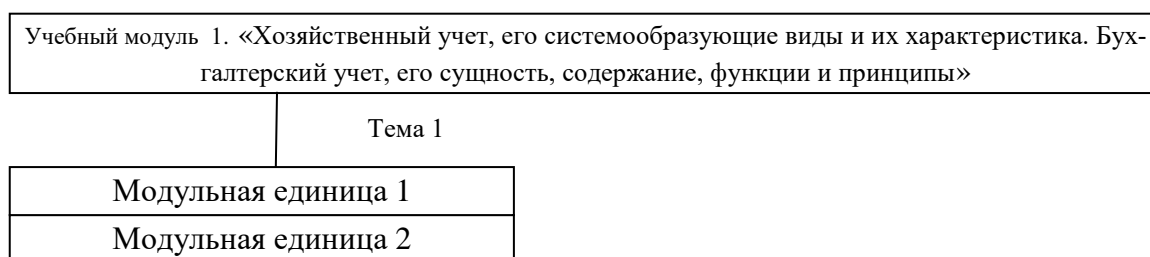 Учебный модуль 1. «Хозяйственный учет, его системообразующие виды и их характеристика. Бух-
галтерский учет, его сущность, содержание, функции и принципы»
Тема 1
Модульная единица 1
Модульная единица 2